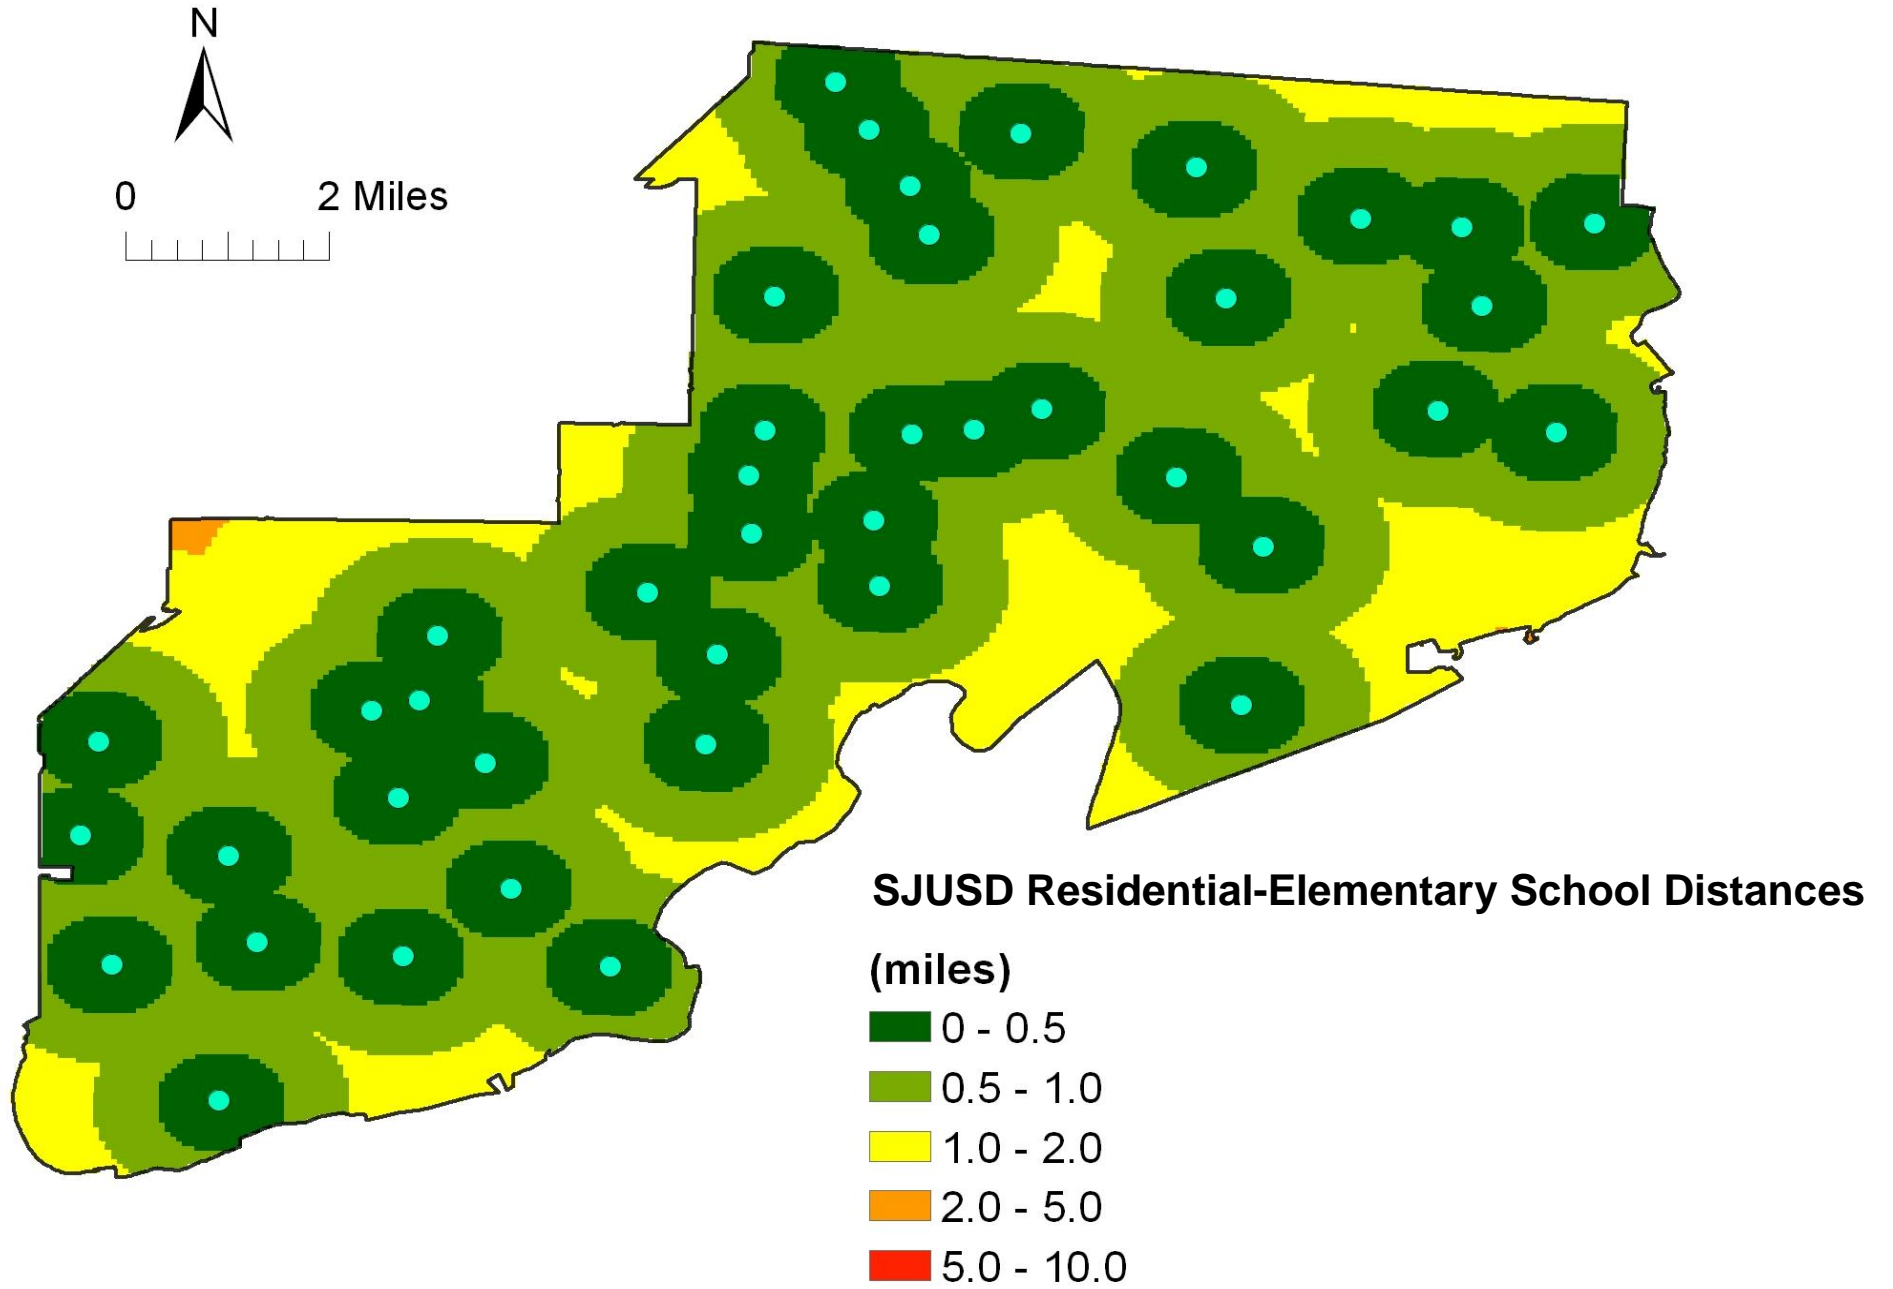 N
0 2 Miles
SJUSD Residential-Elementary School Distances
(miles)
0 - 0.5
0.5 - 1.0
1.0 - 2.0
2.0 - 5.0
5.0 - 10.0